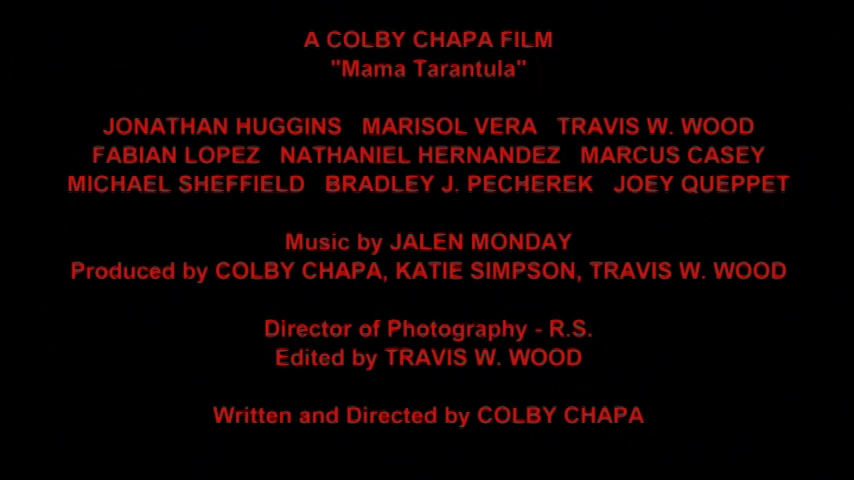 A COLBY CHAPA FILM
"Mama Tarantula"
JONATHAN HUGGINS MARISOL VERA TRAVIS W. WOOD
FABIAN LOPEZ NATHANIEL HERNANDEZ MARCUS CASEY
MICHAEL SHEFFIELD BRADLEY J. PECHEREK JOEY QUEPPET
Music by JALEN MONDAY
Produced by COLBY CHAPA, KATIE SIMPSON, TRAVIS W. WOOD
Director of Photography - R.S.
Edited by TRAVIS W. WOOD
Written and Directed by COLBY CHAPA